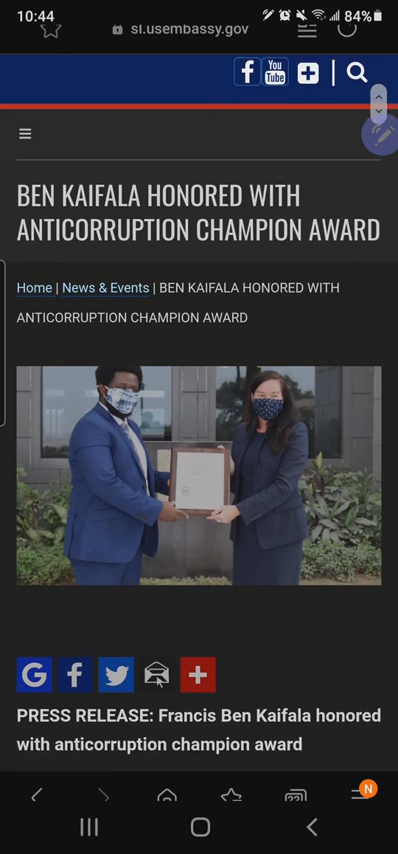 10:44
84%
sl.usembassy.gov
f
You
Tube
BEN KAIFALA HONORED WITH
ANTICORRUPTION CHAMPION AWARD
Home | News & Events | BEN KAIFALA HONORED WITH
ANTICORRUPTION CHAMPION AWARD
G f
PRESS RELEASE: Francis Ben Kaifala honored
with anticorruption champion award
22
N